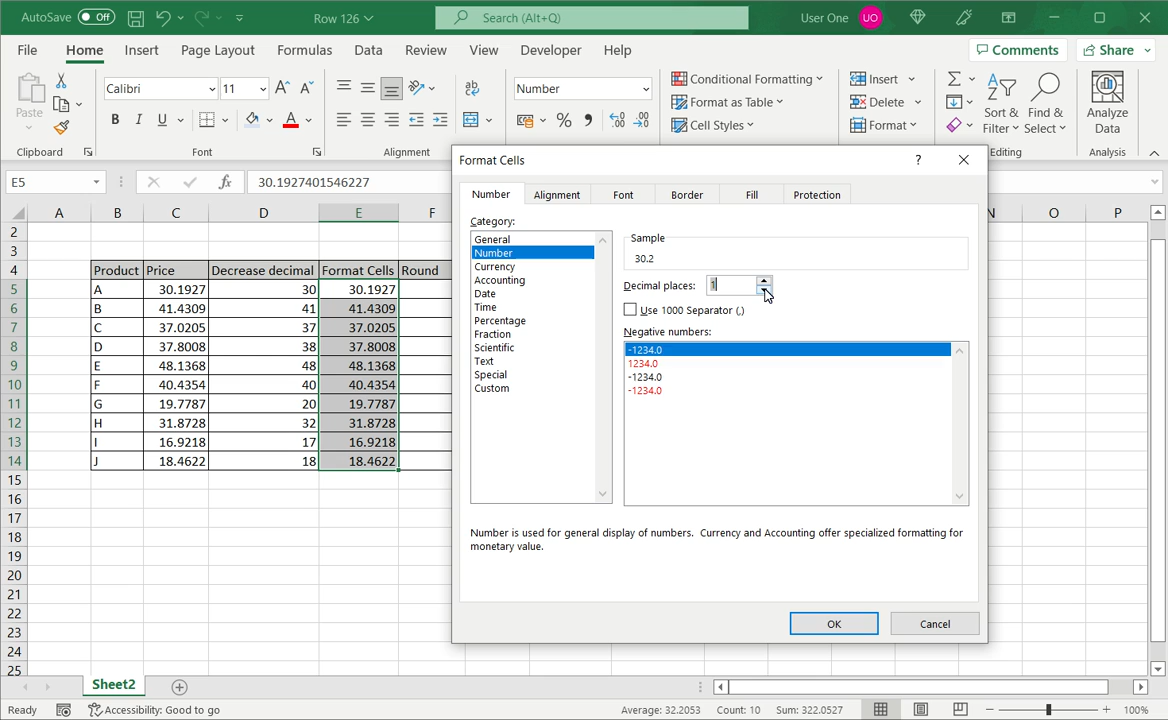 AutoSave Off Row 126 Search (Alt+Q) User One UO
File Home Insert Page Layout Formulas Data Review View Developer Help Comments Share
Calibri 11 Number Conditional Formatting Insert
Paste Format as Table Delete Sort & Find & Analyze
B I U A % Cell Styles Format Filter Select Data
Clipboard Font Alignment Editing Analysis
E5 fx 30.1927401546227
A B C D E F N O P
2
3
4 Product Price Decrease decimal Format Cells Round
5 A 30.1927 30 30.1927
6 B 41.4309 41 41.4309
7 C 37.0205 37 37.0205
8 D 37.8008 38 37.8008
9 E 48.1368 48 48.1368
10 F 40.4354 40 40.4354
11 G 19.7787 20 19.7787
12 H 31.8728 32 31.8728
13 I 16.9218 17 16.9218
14 J 18.4622 18 18.4622
15
16
17
18
19
20
21
22
23
24
25
Format Cells ?
Number Alignment Font Border Fill Protection
Category:
General
Number
Currency
Accounting
Date
Time
Percentage
Fraction
Scientific
Text
Special
Custom
Sample
30.2
Decimal places: 1
Use 1000 Separator (,)
Negative numbers:
-1234.0
1234.0
-1234.0
-1234.0
Number is used for general display of numbers. Currency and Accounting offer specialized formatting for
monetary value.
OK Cancel
Sheet2
Ready Accessibility: Good to go Average: 32.2053 Count: 10 Sum: 322.0527 100%